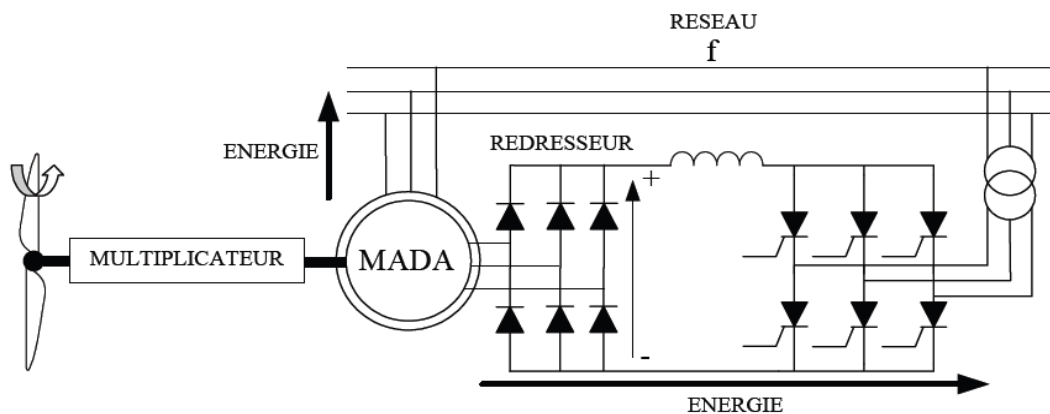 RESEAU
f
ENERGIE
REDRESSEUR
+
MULTIPLICATEUR
MADA
-
ENERGIE